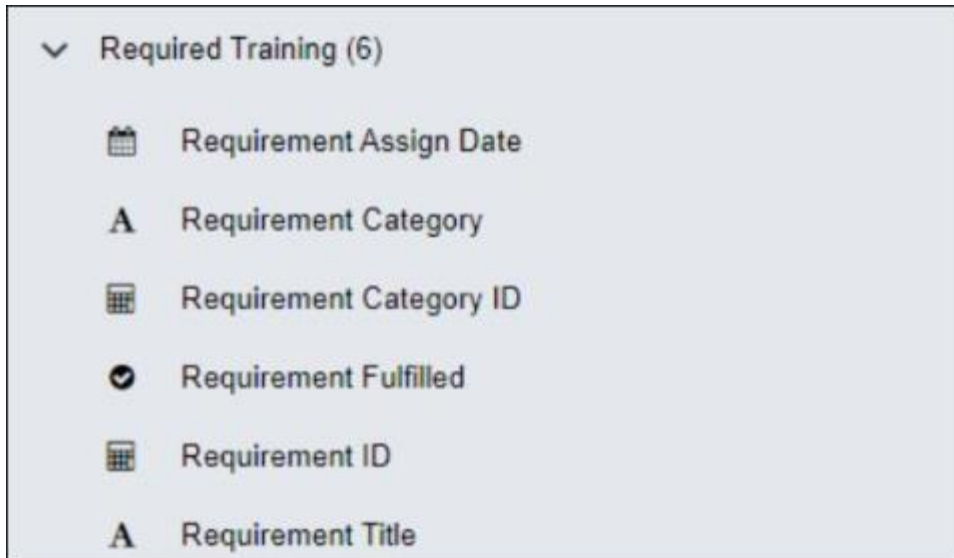 Required Training (6)
Requirement Assign Date
Requirement Category
Requirement Category ID
Requirement Fulfilled
Requirement ID
Requirement Title